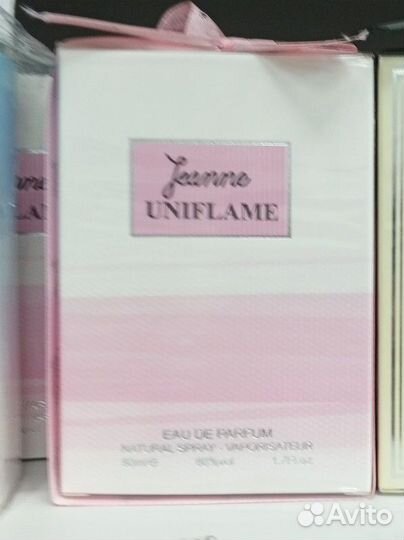 Jeanne
UNIFLAME
EAU DE PARFUM
NATURAL SPRAY - VAPORISATEUR
Avito